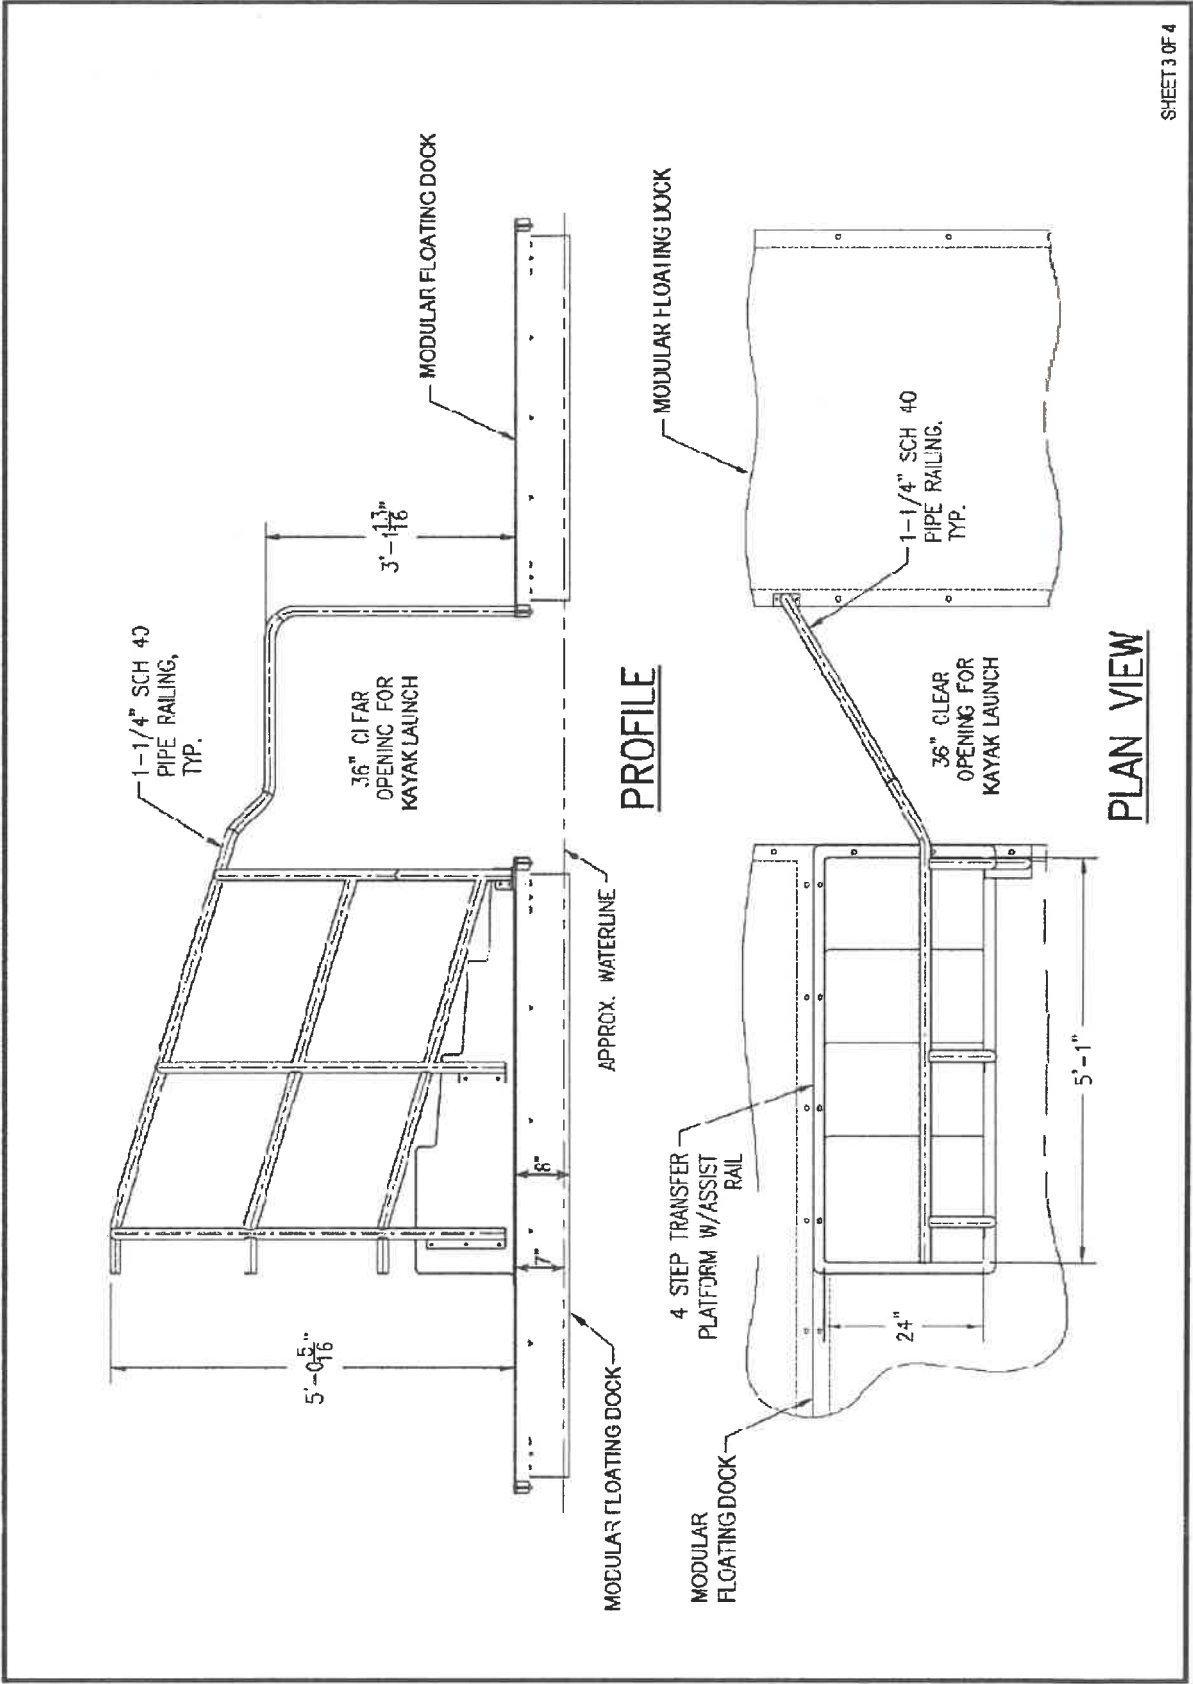 1-1/4" SCH 40
PIPE RAILING,
TYP.
MODULAR FLOATING DOCK
3'-1 13/16"
36" CLEAR
OPENING FOR
KAYAK LAUNCH
5'-0 5/16"
7"
8"
APPROX. WATERLINE
MODULAR FLOATING DOCK
PROFILE
MODULAR
FLOATING DOCK
4 STEP TRANSFER
PLATFORM W/ASSIST
RAIL
MODULAR FLOATING DOCK
1-1/4" SCH 40
PIPE RAILING.
TYP.
36" CLEAR
OPENING FOR
KAYAK LAUNCH
24"
5'-1"
PLAN VIEW
SHEET 3 OF 4